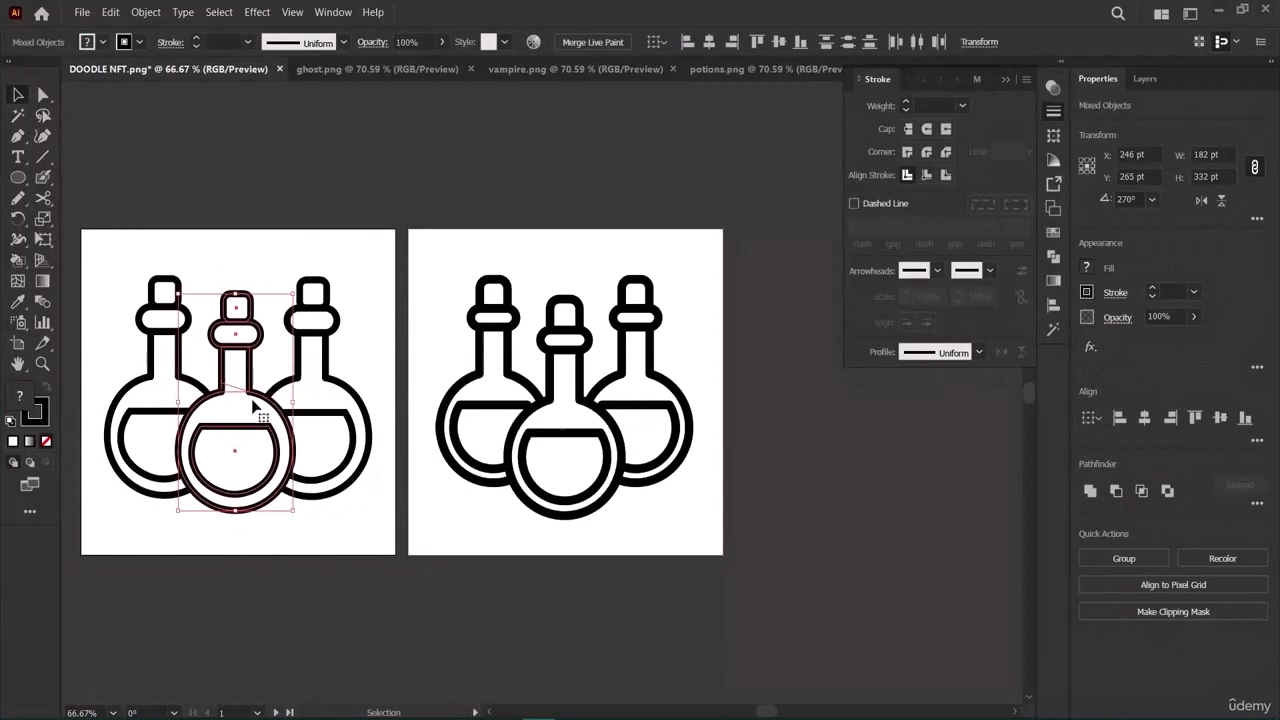 Ai File Edit Object Type Select Effect View Window Help
Mixed Objects ? Stroke: Uniform Opacity: 100% Style: Merge Live Paint Transform
DOODLE NFT.png* @ 66.67 % (RGB/Preview) × ghost.png @ 70.59 % (RGB/Preview) × vampire.png @ 70.59 % (RGB/Preview) × potions.png @ 70.59 % (RGB/Prev
Stroke M
Weight:
Cap:
Corner: Limit: x
Align Stroke:
Dashed Line
dash gap dash gap dash gap
Arrowheads:
Scale: 100% 100%
Align:
Profile: Uniform
Properties Layers
Mixed Objects
Transform
X: 246 pt W: 182 pt
Y: 265 pt H: 332 pt
270°
Appearance
? Fill
Stroke
Opacity 100%
fx.
Align
Pathfinder
Expand
Quick Actions
Group Recolor
Align to Pixel Grid
Make Clipping Mask
?
66.67% 0° 1 Selection
udemy